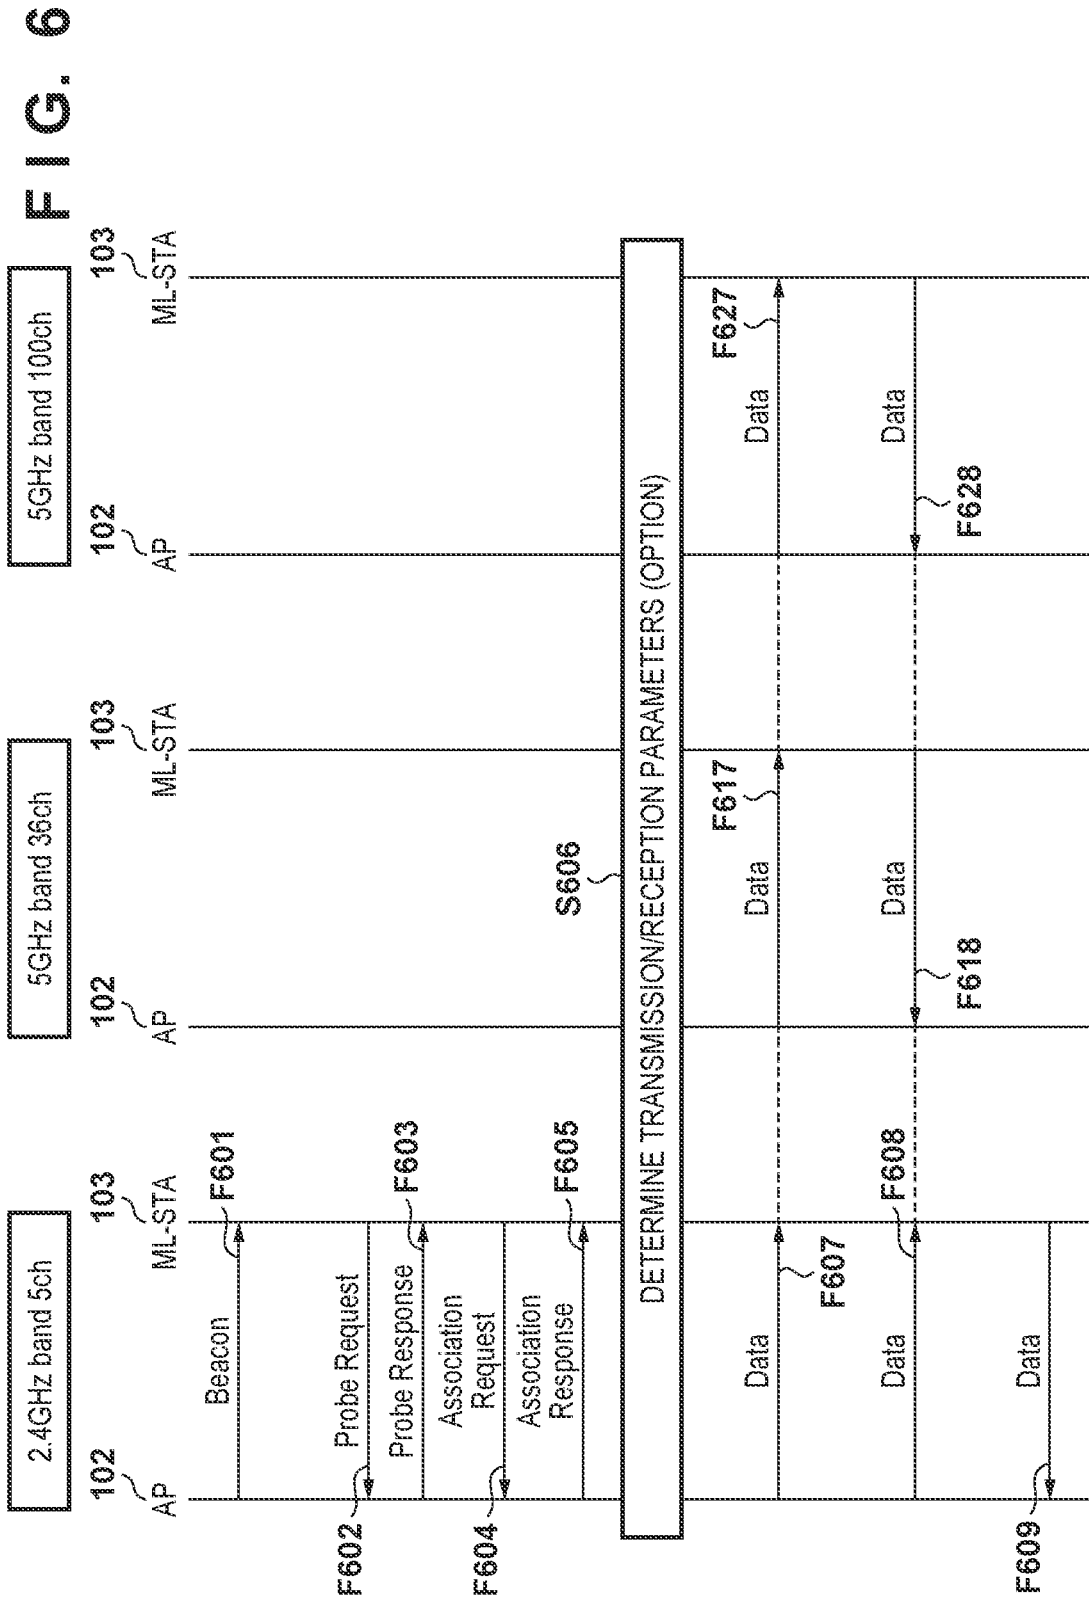 FIG. 6
2.4GHz band 5ch
5GHz band 36ch
5GHz band 100ch
102
103
102
103
102
103
AP
ML-STA
AP
ML-STA
AP
ML-STA
Beacon
F601
F602
Probe Request
Probe Response
F603
F604
Association
Request
Association
Response
F605
S606
DETERMINE TRANSMISSION/RECEPTION PARAMETERS (OPTION)
Data
F607
Data
F617
Data
F627
Data
F608
Data
F618
Data
F628
Data
F609